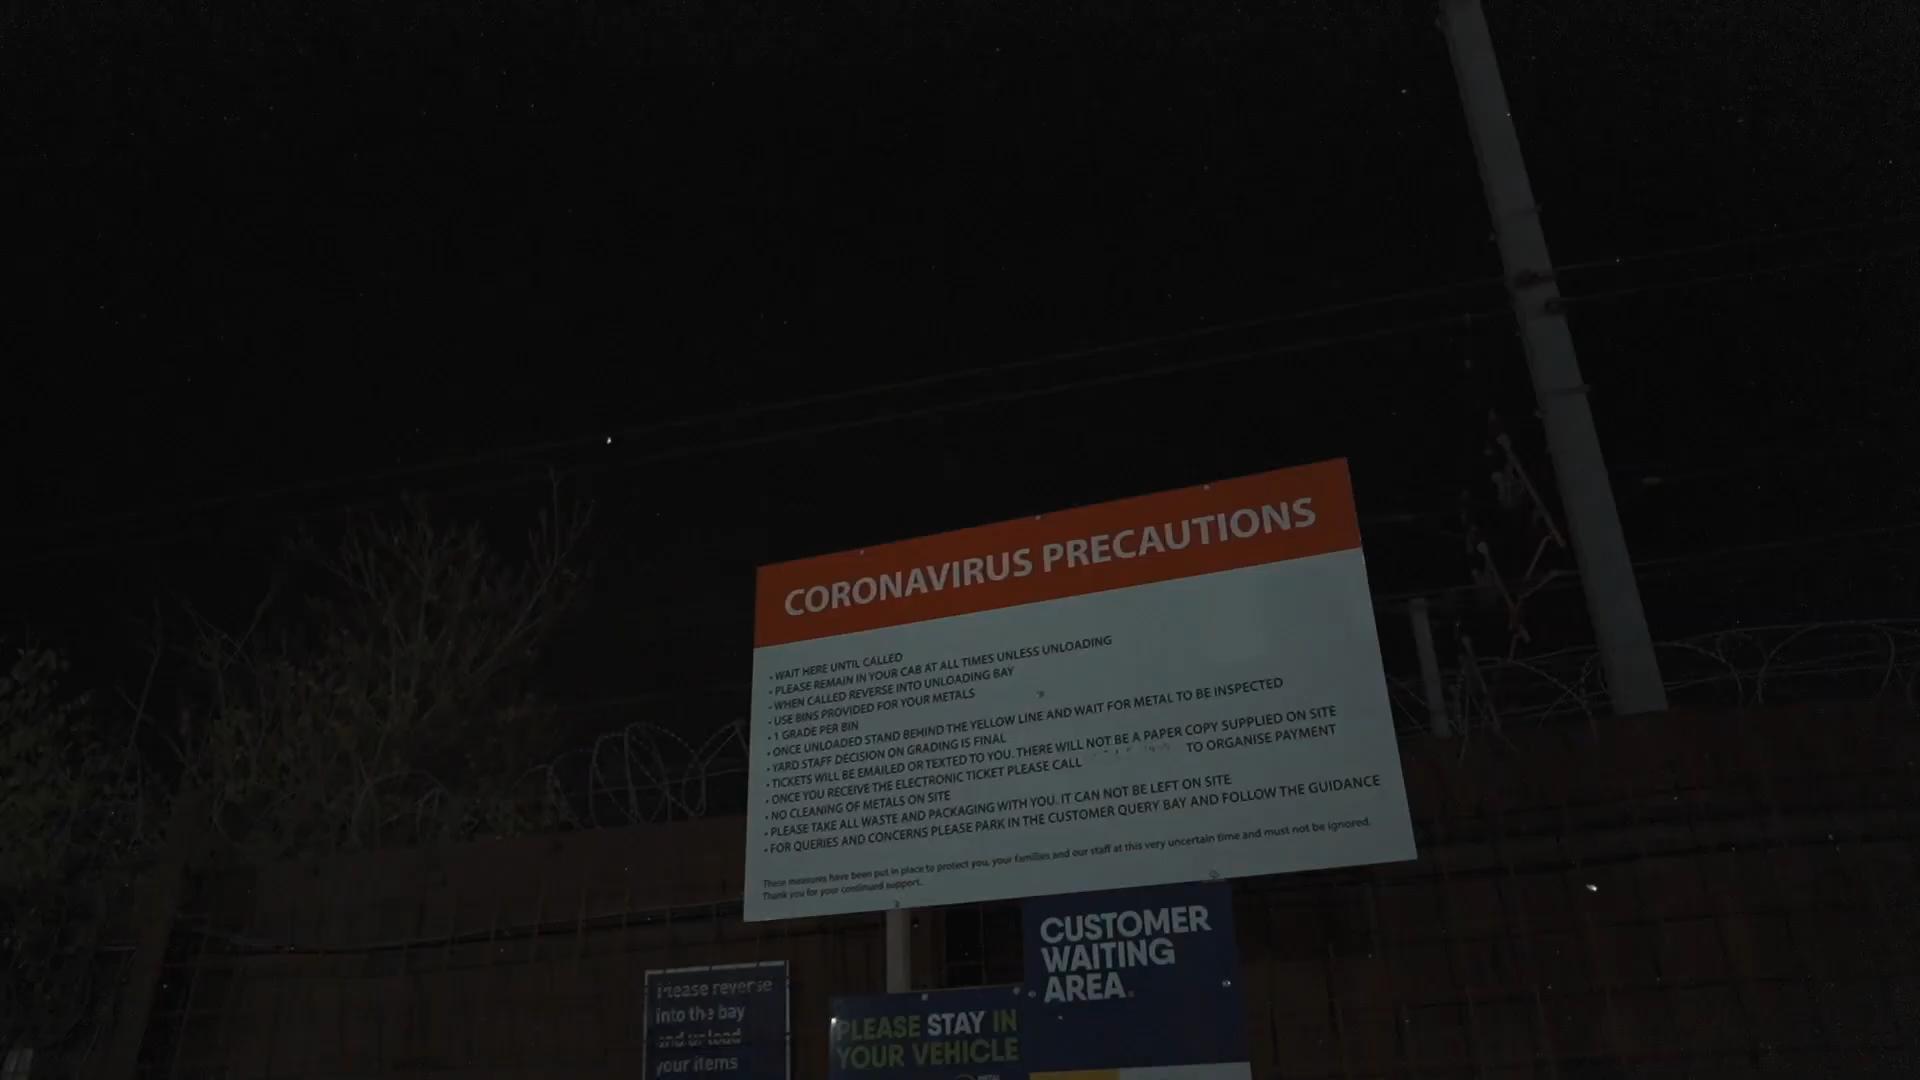 CORONAVIRUS PRECAUTIONS
• WAIT HERE UNTIL CALLED
• PLEASE REMAIN IN YOUR CAB AT ALL TIMES UNLESS UNLOADING
• WHEN CALLED REVERSE INTO UNLOADING BAY
• USE BINS PROVIDED FOR YOUR METALS
• 1 GRADE PER BIN
• ONCE UNLOADED STAND BEHIND THE YELLOW LINE AND WAIT FOR METAL TO BE INSPECTED
• YARD STAFF DECISION ON GRADING IS FINAL
• TICKETS WILL BE EMAILED OR TEXTED TO YOU. THERE WILL NOT BE A PAPER COPY SUPPLIED ON SITE
• ONCE YOU RECEIVE THE ELECTRONIC TICKET PLEASE CALL TO ORGANISE PAYMENT
• NO CLEANING OF METALS ON SITE
• PLEASE TAKE ALL WASTE AND PACKAGING WITH YOU. IT CAN NOT BE LEFT ON SITE
• FOR QUERIES AND CONCERNS PLEASE PARK IN THE CUSTOMER QUERY BAY AND FOLLOW THE GUIDANCE
These measures have been put in place to protect you, your families and our staff at this very uncertain time and must not be ignored.
Thank you for your continued support.
CUSTOMER
WAITING
AREA.
Please reverse
into the bay
and unload
your items
PLEASE STAY IN
YOUR VEHICLE